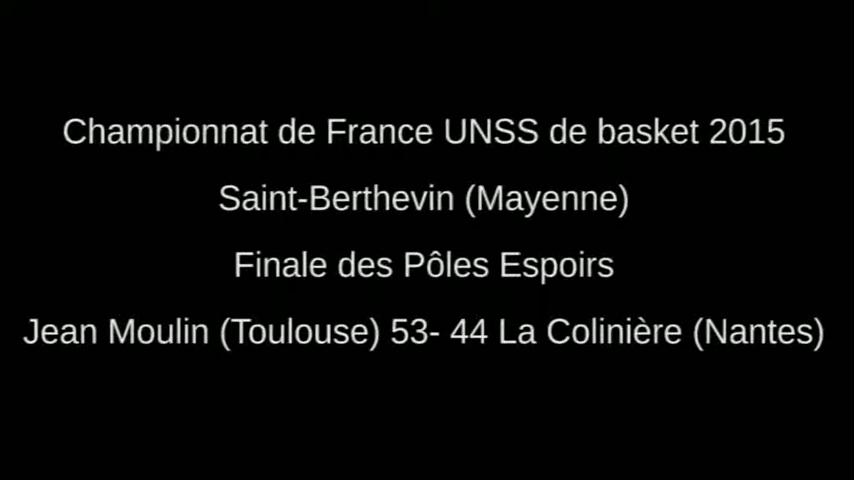 Championnat de France UNSS de basket 2015
Saint-Berthevin (Mayenne)
Finale des Pôles Espoirs
Jean Moulin (Toulouse) 53- 44 La Colinière (Nantes)